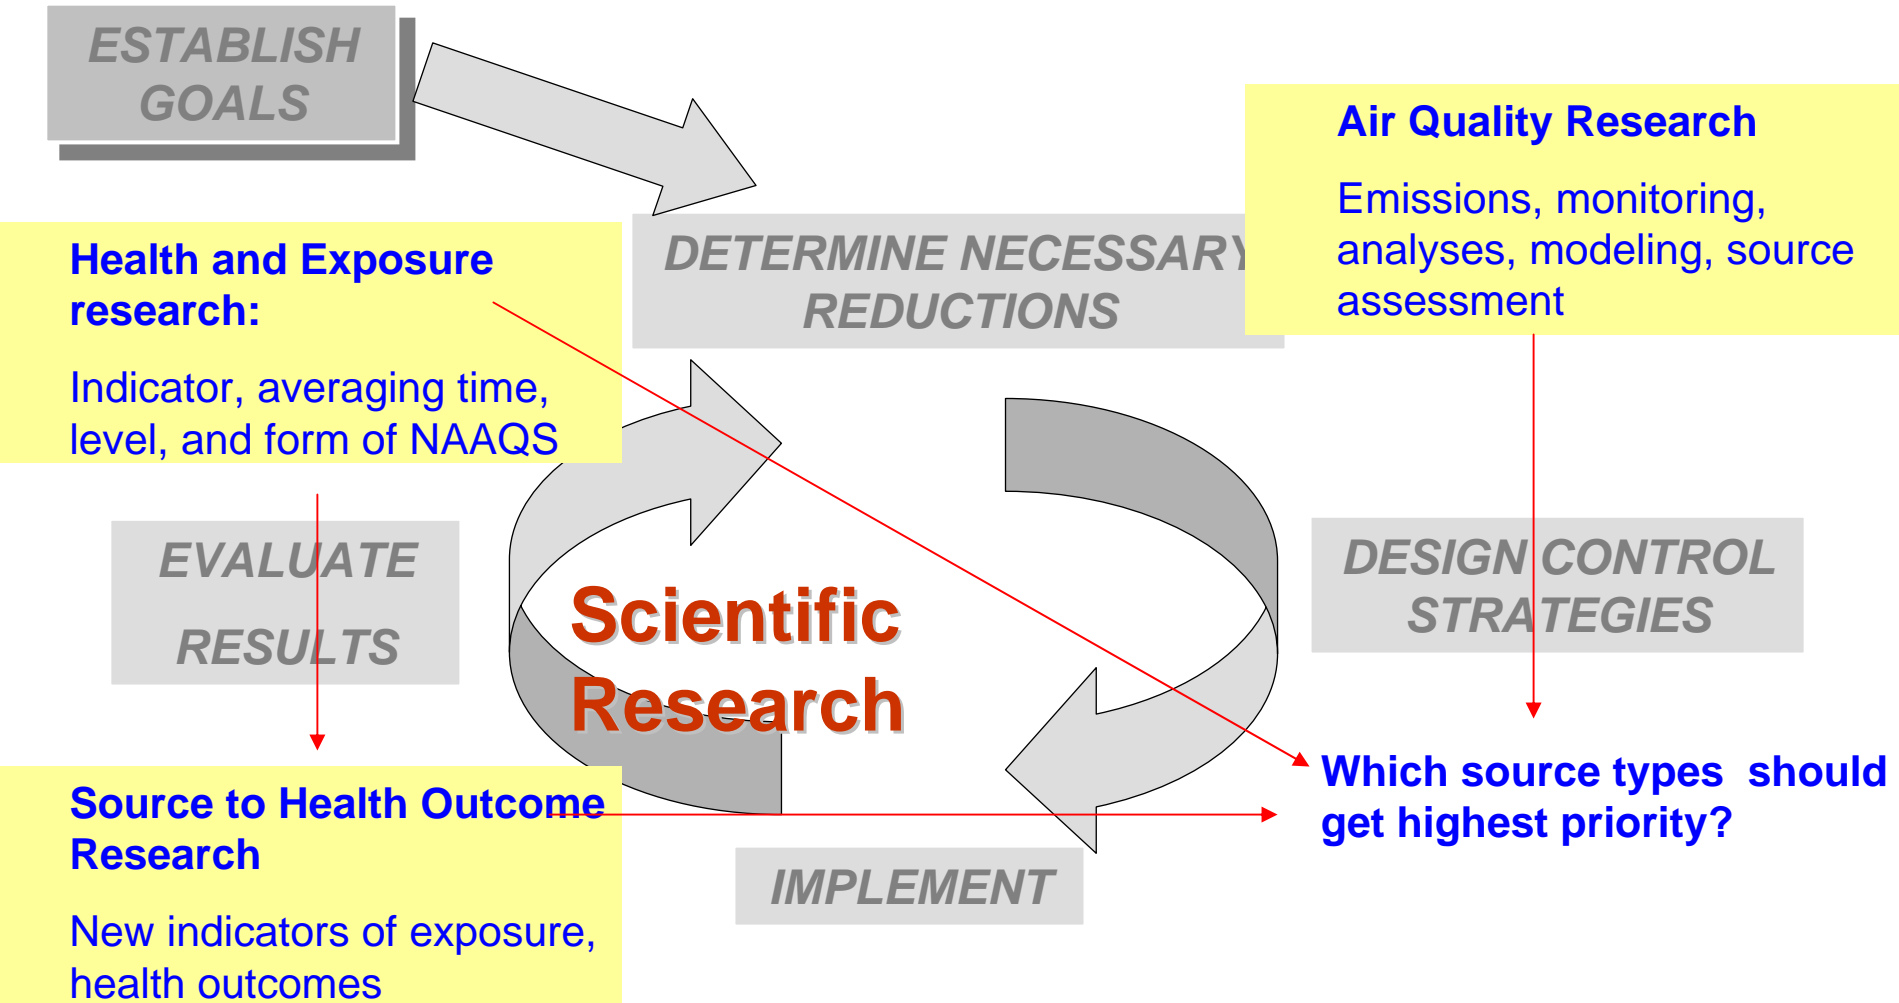 ESTABLISH
GOALS
Air Quality Research
Emissions, monitoring,
analyses, modeling, source
assessment
Health and Exposure
research:
Indicator, averaging time,
level, and form of NAAQS
DETERMINE NECESSARY
REDUCTIONS
EVALUATE
RESULTS
Scientific
Research
DESIGN CONTROL
STRATEGIES
Source to Health Outcome
Research
New indicators of exposure,
health outcomes
Which source types  should
get highest priority?
IMPLEMENT